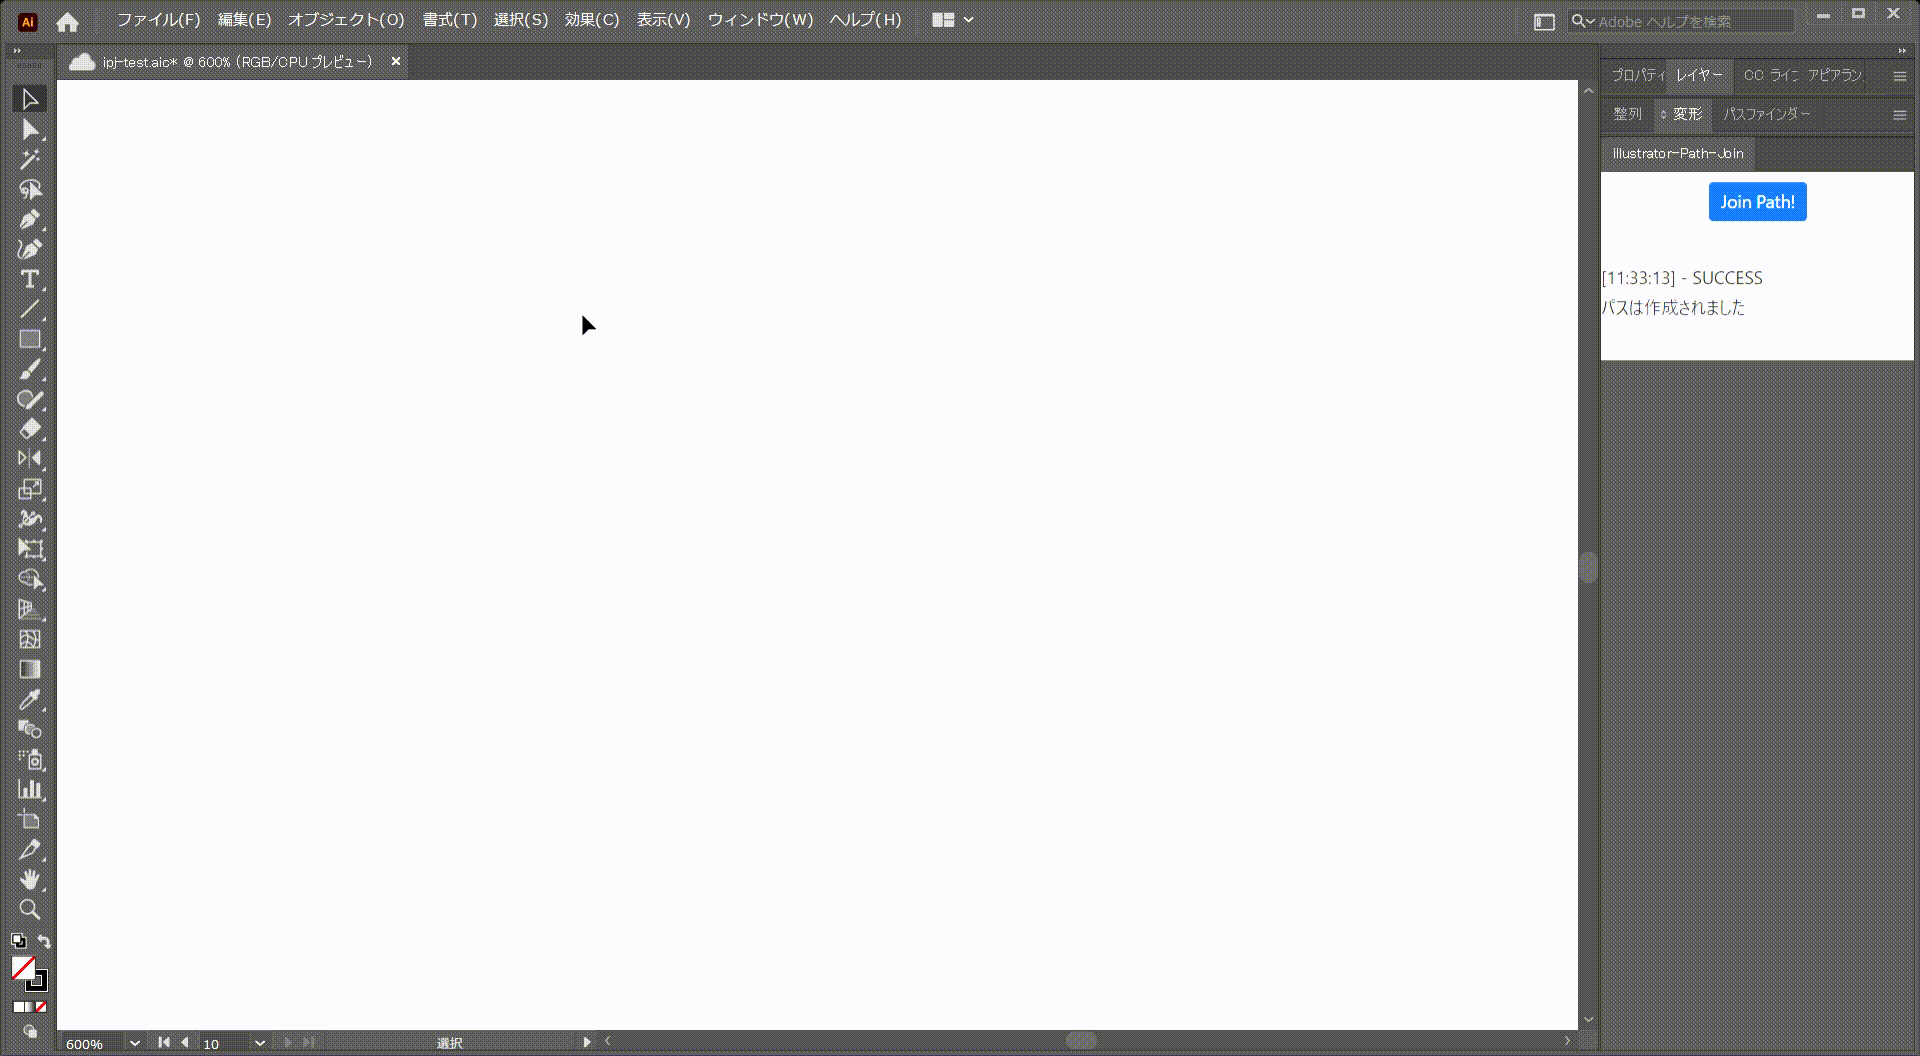 Ai ファイル(F) 編集(E) オブジェクト(O) 書式(T) 選択(S) 効果(C) 表示(V) ウィンドウ(W) ヘルプ(H) Adobe ヘルプを検索
ipj-test.aic* @ 600% (RGB/CPU プレビュー)
プロパティ レイヤー CC ライ アピアラン
整列 変形 パスファインダー
illustrator-Path-Join
Join Path!
[11:33:13] - SUCCESS
パスは作成されました
600% 10 選択